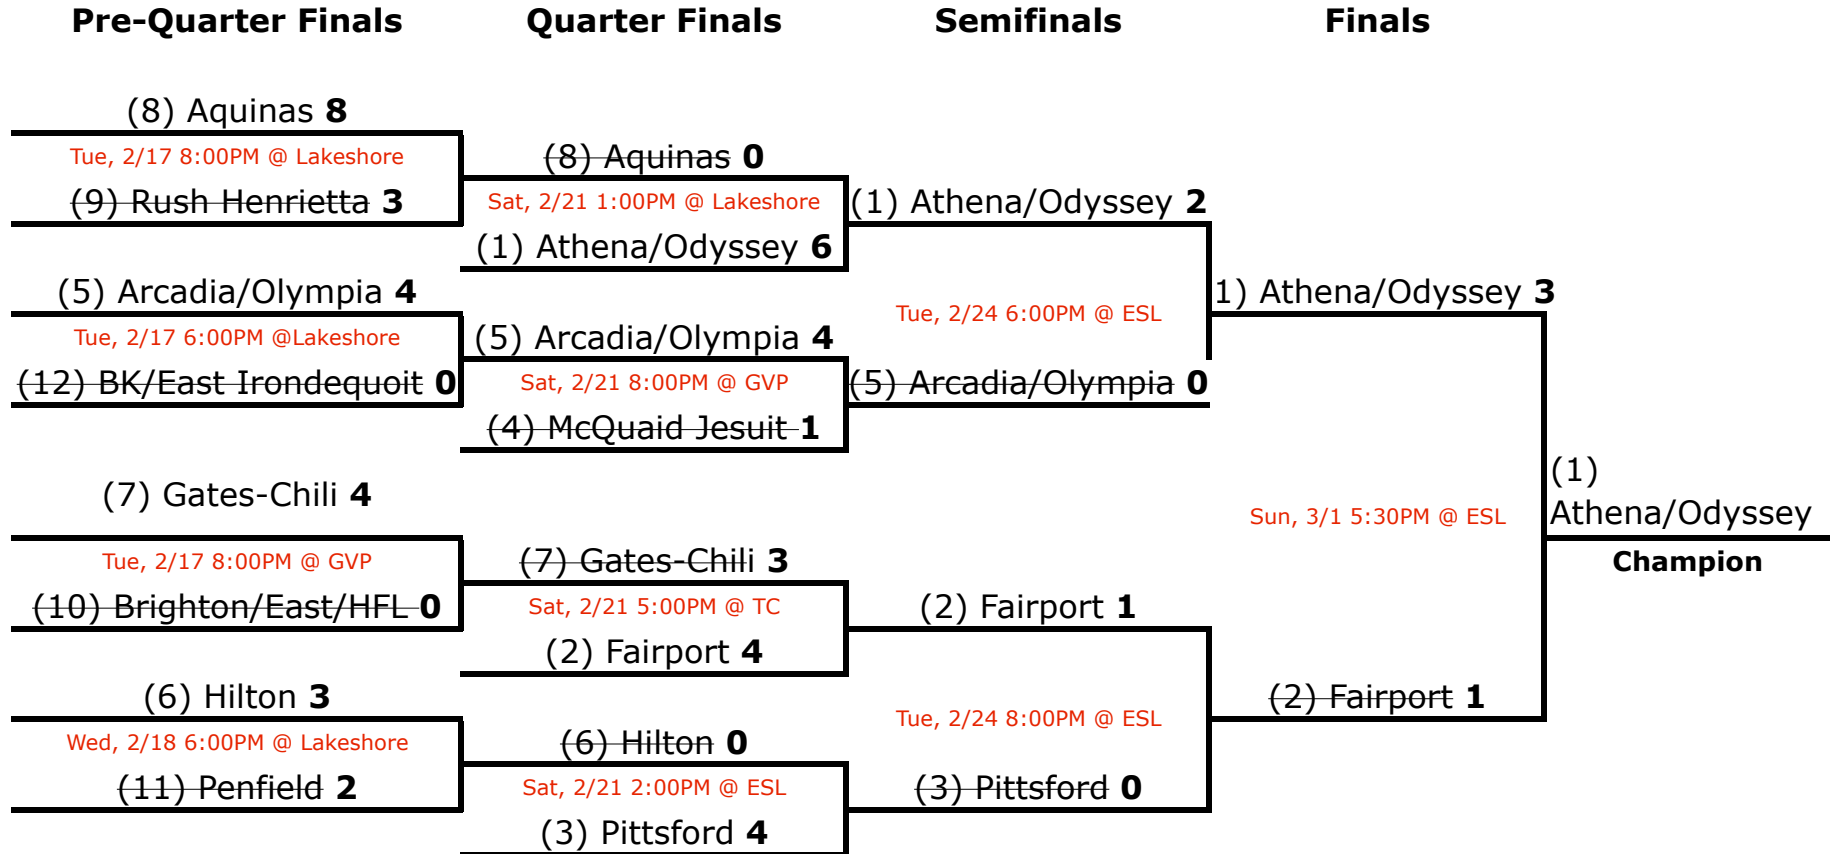 Pre-Quarter Finals
Quarter Finals
Semifinals
Finals
(8) Aquinas 8
Tue, 2/17 8:00PM @ Lakeshore
(9) Rush Henrietta 3
(5) Arcadia/Olympia 4
Tue, 2/17 6:00PM @Lakeshore
(12) BK/East Irondequoit 0
(7) Gates-Chili 4
Tue, 2/17 8:00PM @ GVP
(10) Brighton/East/HFL 0
(6) Hilton 3
Wed, 2/18 6:00PM @ Lakeshore
(11) Penfield 2
(8) Aquinas 0
Sat, 2/21 1:00PM @ Lakeshore
(1) Athena/Odyssey 6
(5) Arcadia/Olympia 4
Sat, 2/21 8:00PM @ GVP
(4) McQuaid Jesuit 1
(7) Gates-Chili 3
Sat, 2/21 5:00PM @ TC
(2) Fairport 4
(6) Hilton 0
Sat, 2/21 2:00PM @ ESL
(3) Pittsford 4
(1) Athena/Odyssey 2
Tue, 2/24 6:00PM @ ESL
(5) Arcadia/Olympia 0
(2) Fairport 1
Tue, 2/24 8:00PM @ ESL
(3) Pittsford 0
1) Athena/Odyssey 3
Sun, 3/1 5:30PM @ ESL
(2) Fairport 1
(1)
Athena/Odyssey
Champion